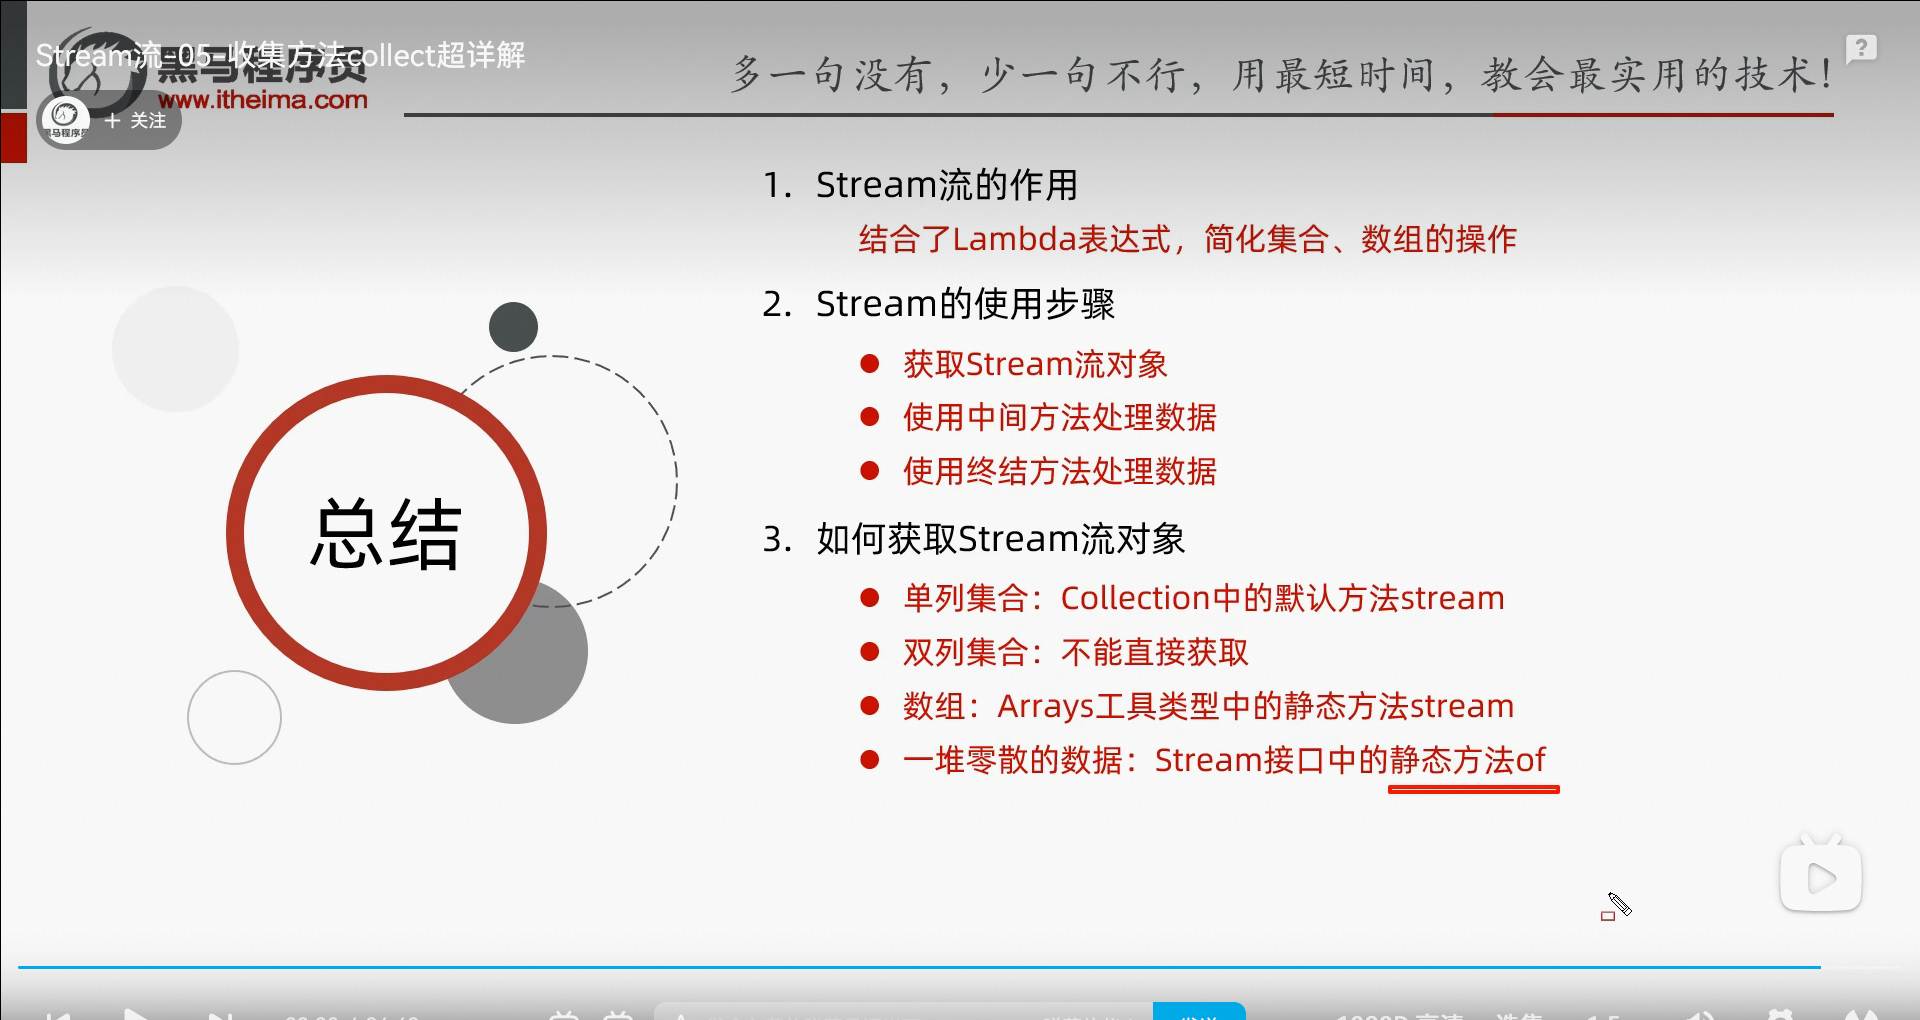 Stream流-05-收集方法collect超详解
黑马程序员
www.itheima.com
黑马程序员
+ 关注
多一句没有，少一句不行，用最短时间，教会最实用的技术！
1. Stream流的作用
结合了Lambda表达式，简化集合、数组的操作
2. Stream的使用步骤
● 获取Stream流对象
● 使用中间方法处理数据
● 使用终结方法处理数据
3. 如何获取Stream流对象
● 单列集合：Collection中的默认方法stream
● 双列集合：不能直接获取
● 数组：Arrays工具类型中的静态方法stream
● 一堆零散的数据：Stream接口中的静态方法of
总结